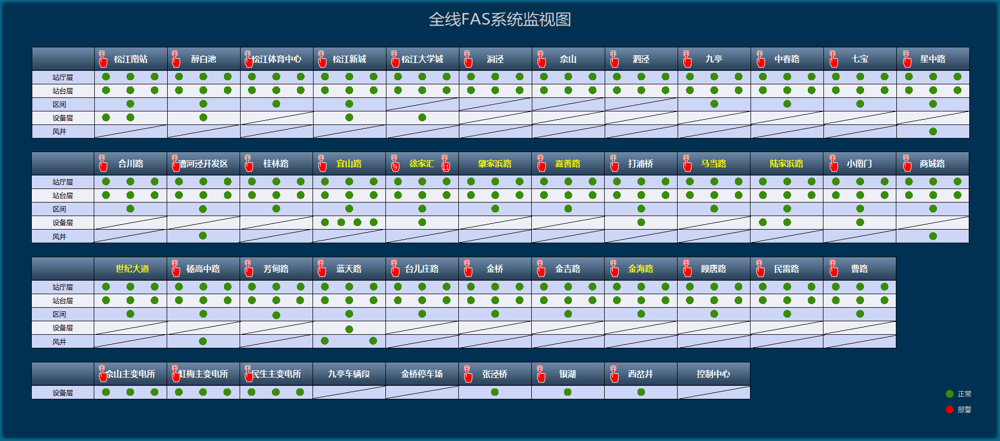 全线FAS系统监视图
松江南站 醉白池 松江体育中心 松江新城 松江大学城 洞泾 佘山 泗泾 九亭 中春路 七宝 星中路
站厅层
站台层
区间
设备层
风井
合川路 漕河泾开发区 桂林路 宜山路 9 徐家汇 11 肇家浜路 嘉善路 打浦桥 马当路 陆家浜路 小南门 商城路
站厅层
站台层
区间
设备层
风井
世纪大道 杨高中路 芳甸路 蓝天路 台儿庄路 金桥 金吉路 金海路 顾唐路 民雷路 曹路
站厅层
站台层
区间
设备层
风井
佘山主变电所 虹梅主变电所 民生主变电所 九亭车辆段 金桥停车场 张泾桥 银湖 西岔井 控制中心
设备层
正常
报警